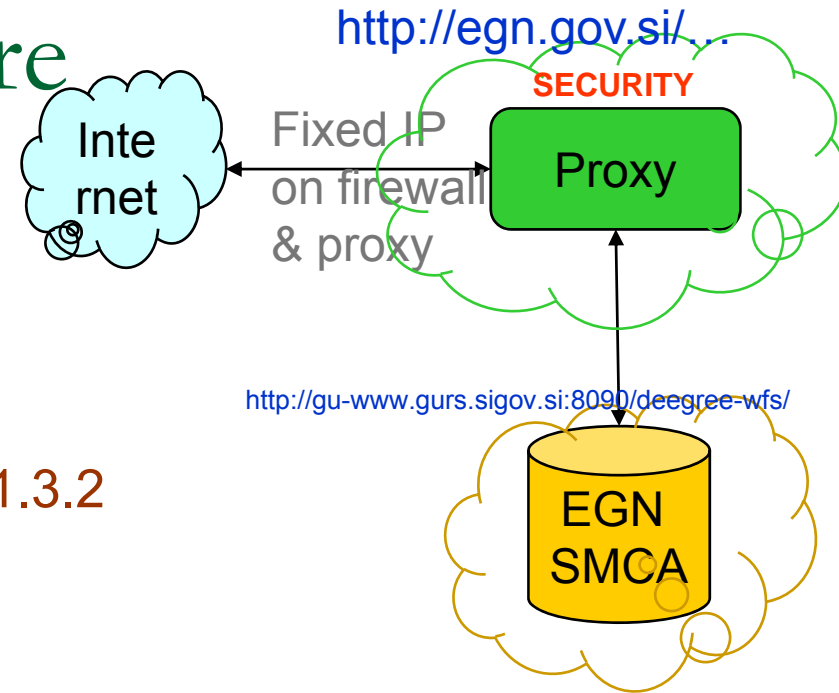 http://egn.gov.si/…
re
SECURITY
Inte
rnet
Fixed IP
on firewall
& proxy
Proxy
http://gu-www.gurs.sigov.si:8090/deegree-wfs/
1.3.2
EGN
SMCA